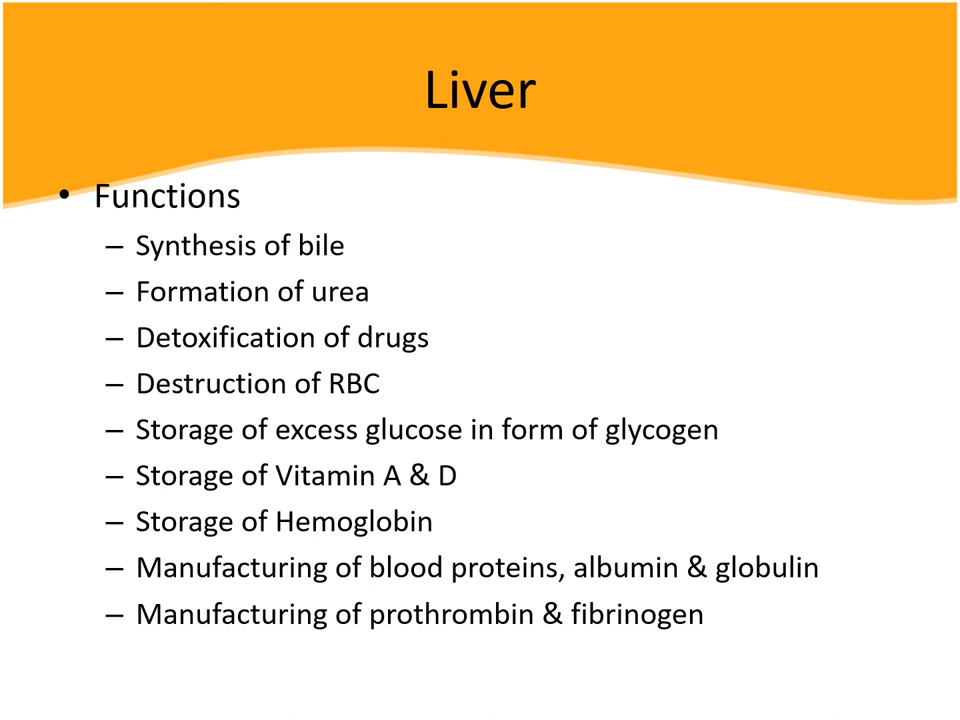 Liver
• Functions
– Synthesis of bile
– Formation of urea
– Detoxification of drugs
– Destruction of RBC
– Storage of excess glucose in form of glycogen
– Storage of Vitamin A & D
– Storage of Hemoglobin
– Manufacturing of blood proteins, albumin & globulin
– Manufacturing of prothrombin & fibrinogen